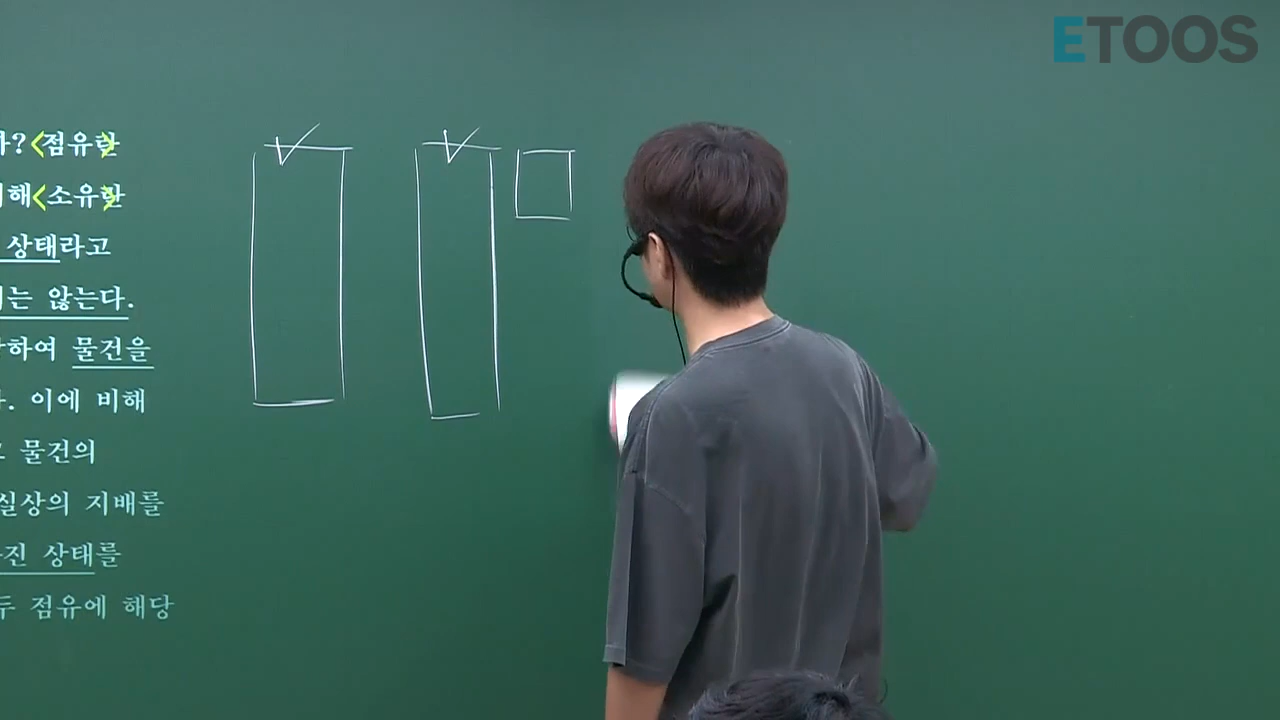 ETOOS
?<점유란>
해<소유란>
상태라고
는 않는다.
하여 물건을
. 이에 비해
물건의
실상의 지배를
진 상태를
두 점유에 해당